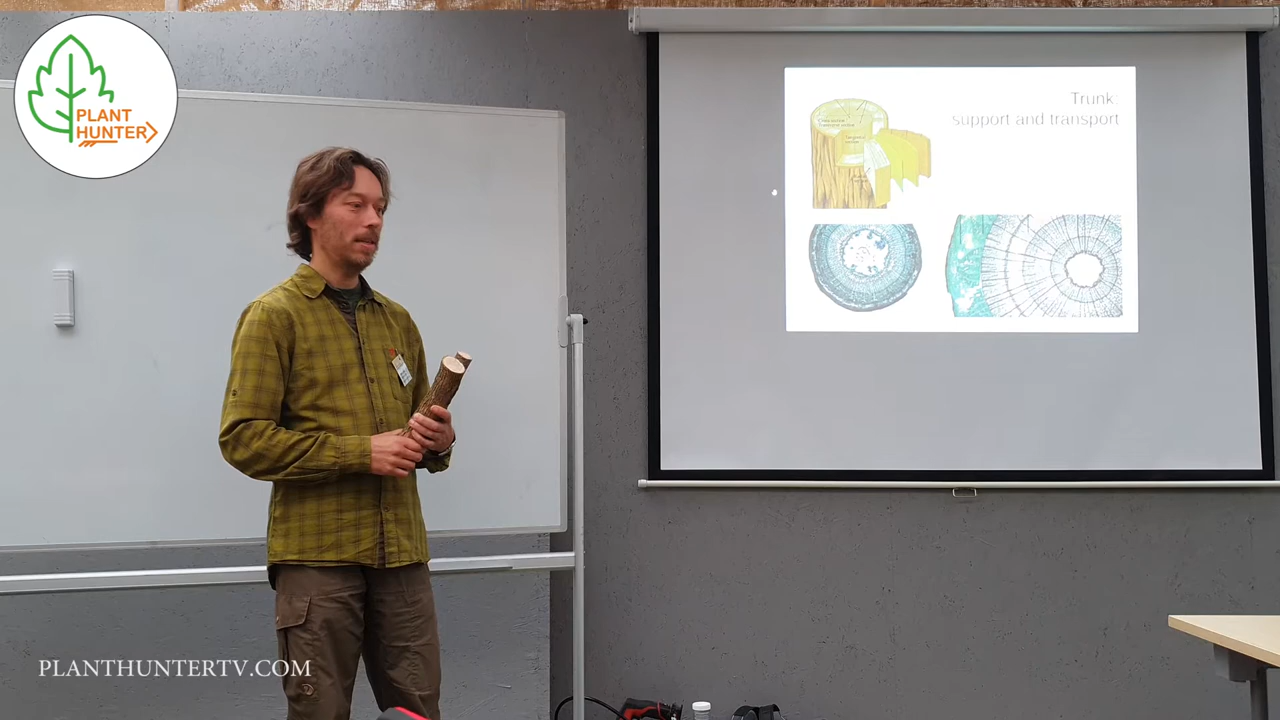 PLANT
HUNTER
Trunk:
support and transport
PLANTHUNTERTV.COM